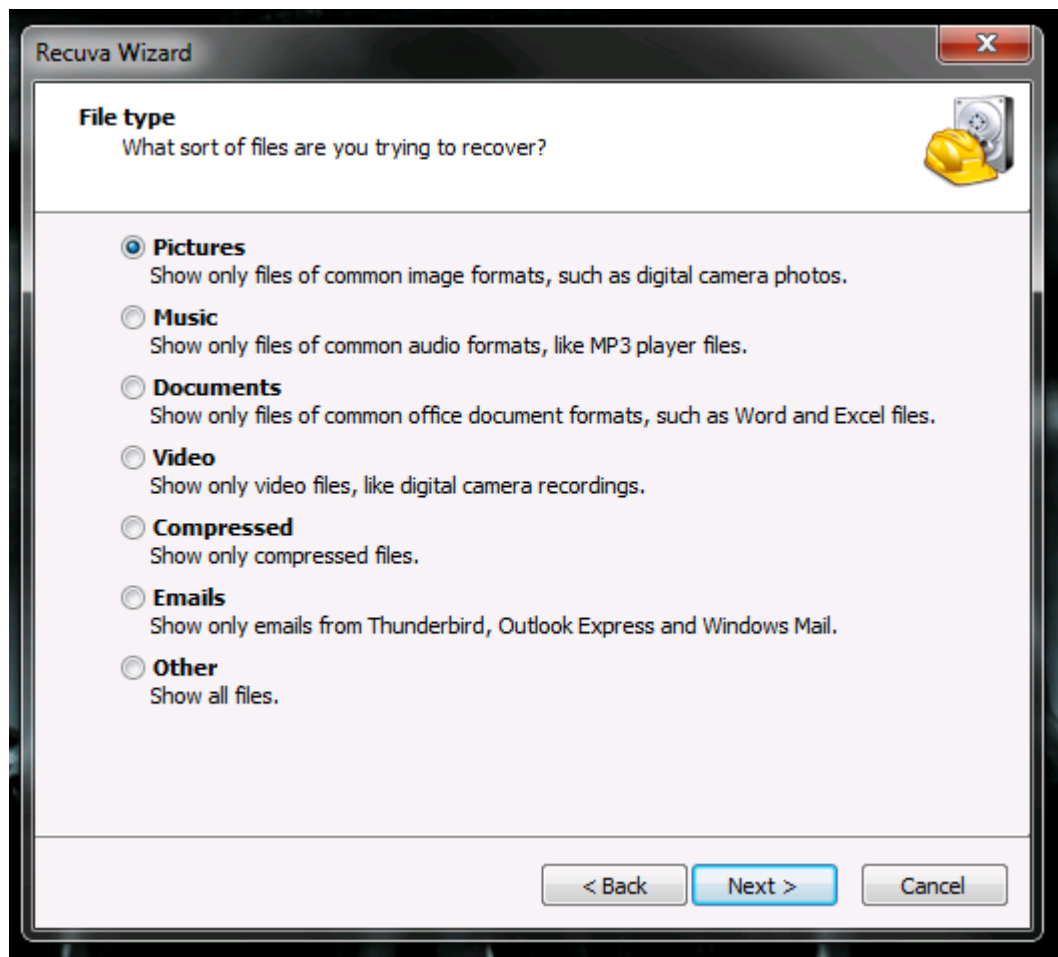 Recuva Wizard
File type
What sort of files are you trying to recover?
Pictures
Show only files of common image formats, such as digital camera photos.
Music
Show only files of common audio formats, like MP3 player files.
Documents
Show only files of common office document formats, such as Word and Excel files.
Video
Show only video files, like digital camera recordings.
Compressed
Show only compressed files.
Emails
Show only emails from Thunderbird, Outlook Express and Windows Mail.
Other
Show all files.
< Back Next > Cancel